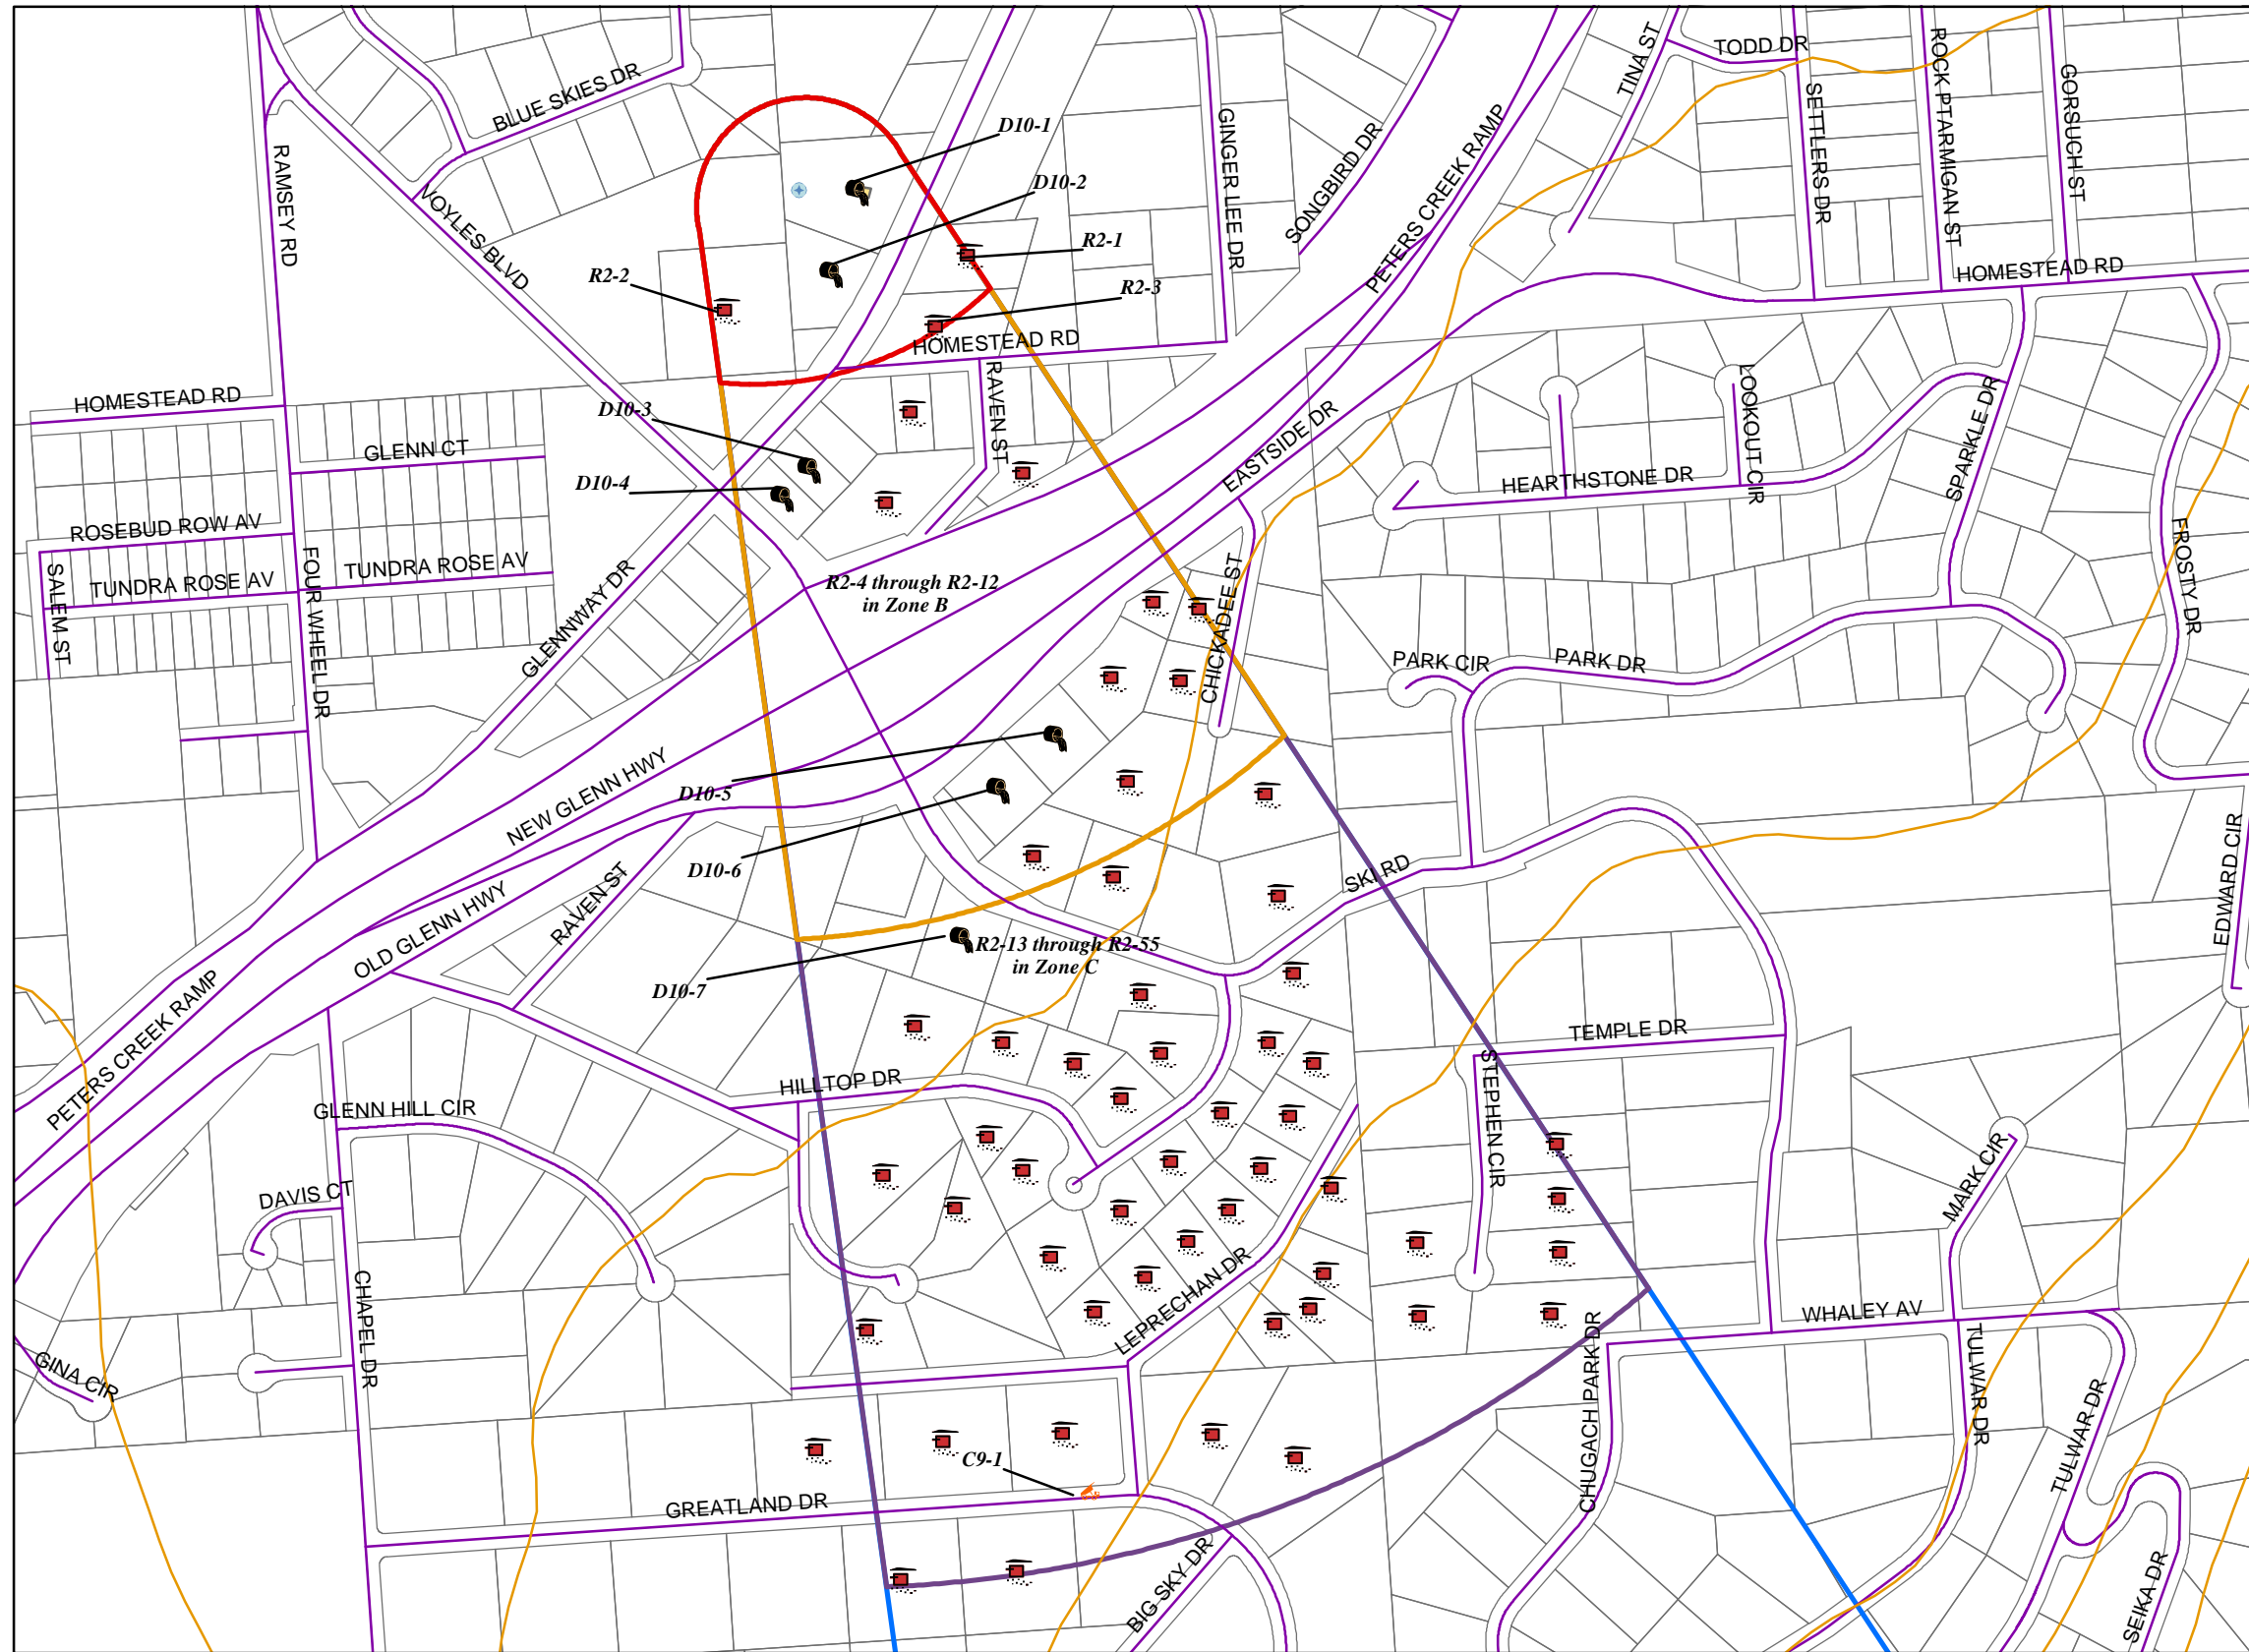 TODD DR
TINA ST
ROCK PTARMIGAN ST
GORSUCH ST
SETTLERS DR
BLUE SKIES DR
D10-1
D10-2
GINGER LEE DR
SONGBIRD DR
PETERS CREEK RAMP
RAMSEY RD
VOYLES BLVD
R2-1
R2-2
R2-3
HOMESTEAD RD
HOMESTEAD RD
HOMESTEAD RD
RAVEN ST
LOOKOUT CIR
SPARKLE DR
D10-3
EASTSIDE DR
GLENN CT
HEARTHSTONE DR
D10-4
ROSEBUD ROW AV
FROSTY DR
SALEM ST
TUNDRA ROSE AV
FOUR WHEEL DR
TUNDRA ROSE AV
GLENNWAY DR
R2-4 through R2-12
in Zone B
CHICKADEE ST
PARK CIR
PARK DR
NEW GLENN HWY
D10-5
D10-6
SKI RD
EDWARD CIR
RAVEN ST
OLD GLENN HWY
R2-13 through R2-55
in Zone C
D10-7
PETERS CREEK RAMP
TEMPLE DR
STEPHEN CIR
HILLTOP DR
GLENN HILL CIR
MARK CIR
DAVIS CT
LEPRECHAN DR
CHAPEL DR
WHALEY AV
CHUGACH PARK DR
TULWAR DR
GINA CIR
TULWAR DR
C9-1
GREATLAND DR
BIG SKY DR
SEIKA DR